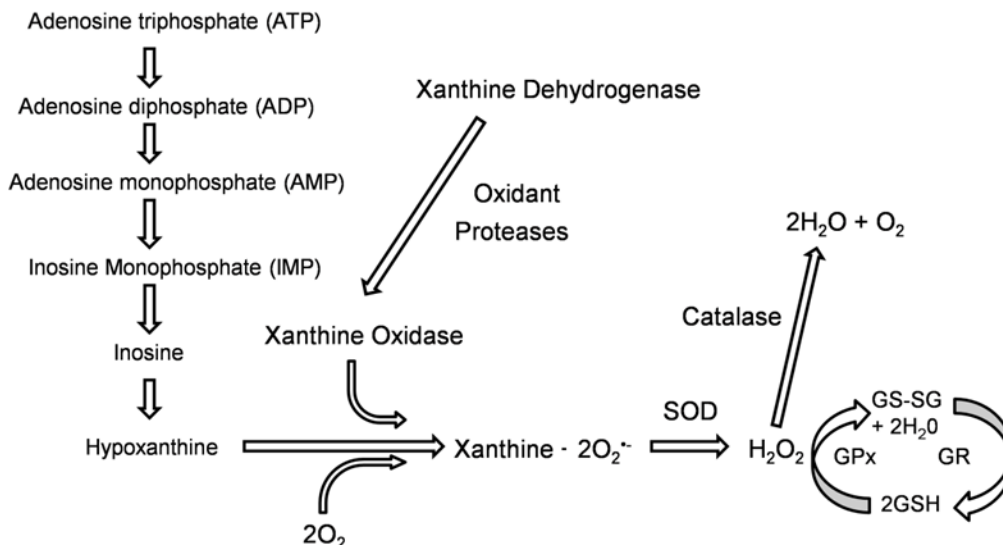 Adenosine triphosphate (ATP)
Adenosine diphosphate (ADP)
Adenosine monophosphate (AMP)
Inosine Monophosphate (IMP)
Inosine
Hypoxanthine
Xanthine Dehydrogenase
Oxidant
Proteases
Xanthine Oxidase
2O₂
Xanthine - 2O₂•-
SOD
H₂O₂
Catalase
2H₂O + O₂
GS-SG
+ 2H₂0
GPx
GR
2GSH